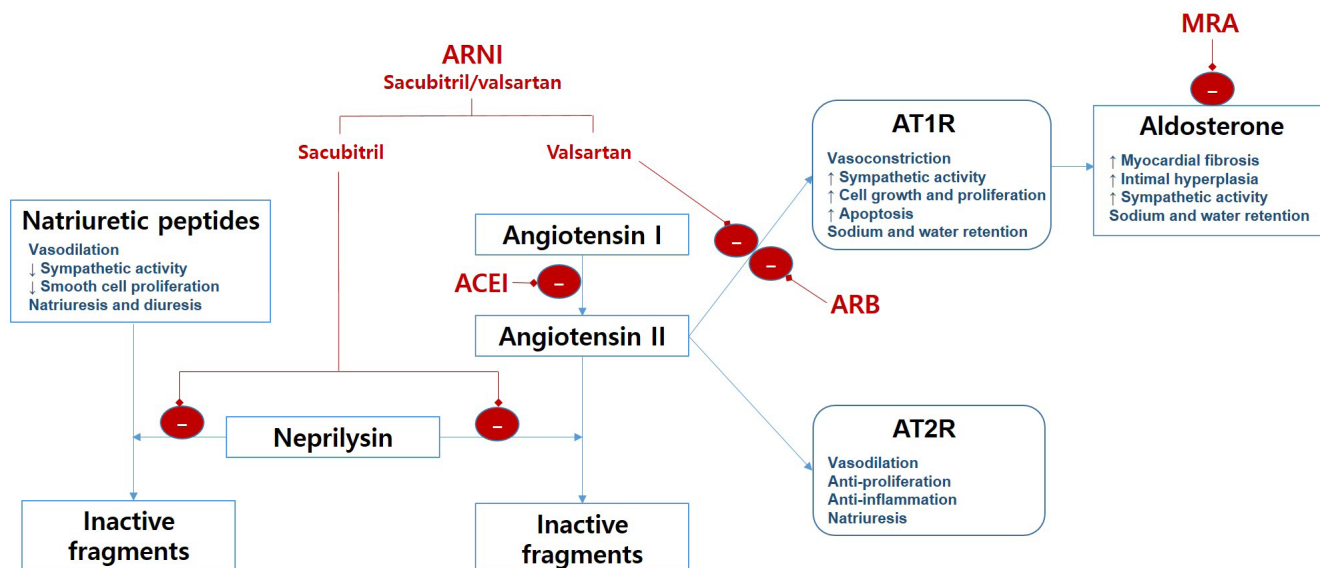 MRA
ARNI
Sacubitril/valsartan
–
Sacubitril
Valsartan
AT1R
Vasoconstriction
↑ Sympathetic activity
↑ Cell growth and proliferation
↑ Apoptosis
Sodium and water retention
Aldosterone
↑ Myocardial fibrosis
↑ Intimal hyperplasia
↑ Sympathetic activity
Sodium and water retention
Natriuretic peptides
Vasodilation
↓ Sympathetic activity
↓ Smooth cell proliferation
Natriuresis and diuresis
Angiotensin I
–
–
ACEI
–
ARB
Angiotensin II
–
Neprilysin
–
AT2R
Vasodilation
Anti-proliferation
Anti-inflammation
Natriuresis
Inactive
fragments
Inactive
fragments